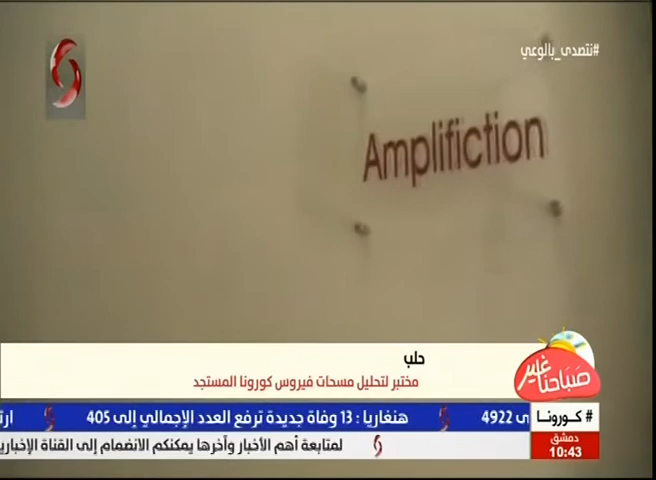 #نتصدى_بالوعي
Amplifiction
حلب
مختبر لتحليل مسحات فيروس كورونا المستجد
صباحنا غير
# كورونا
ى 4922 هنغاريا : 13 وفاة جديدة ترفع العدد الإجمالي إلى 405
دمشق
10:43
لمتابعة أهم الأخبار وآخرها يمكنكم الانضمام إلى القناة الإخباري